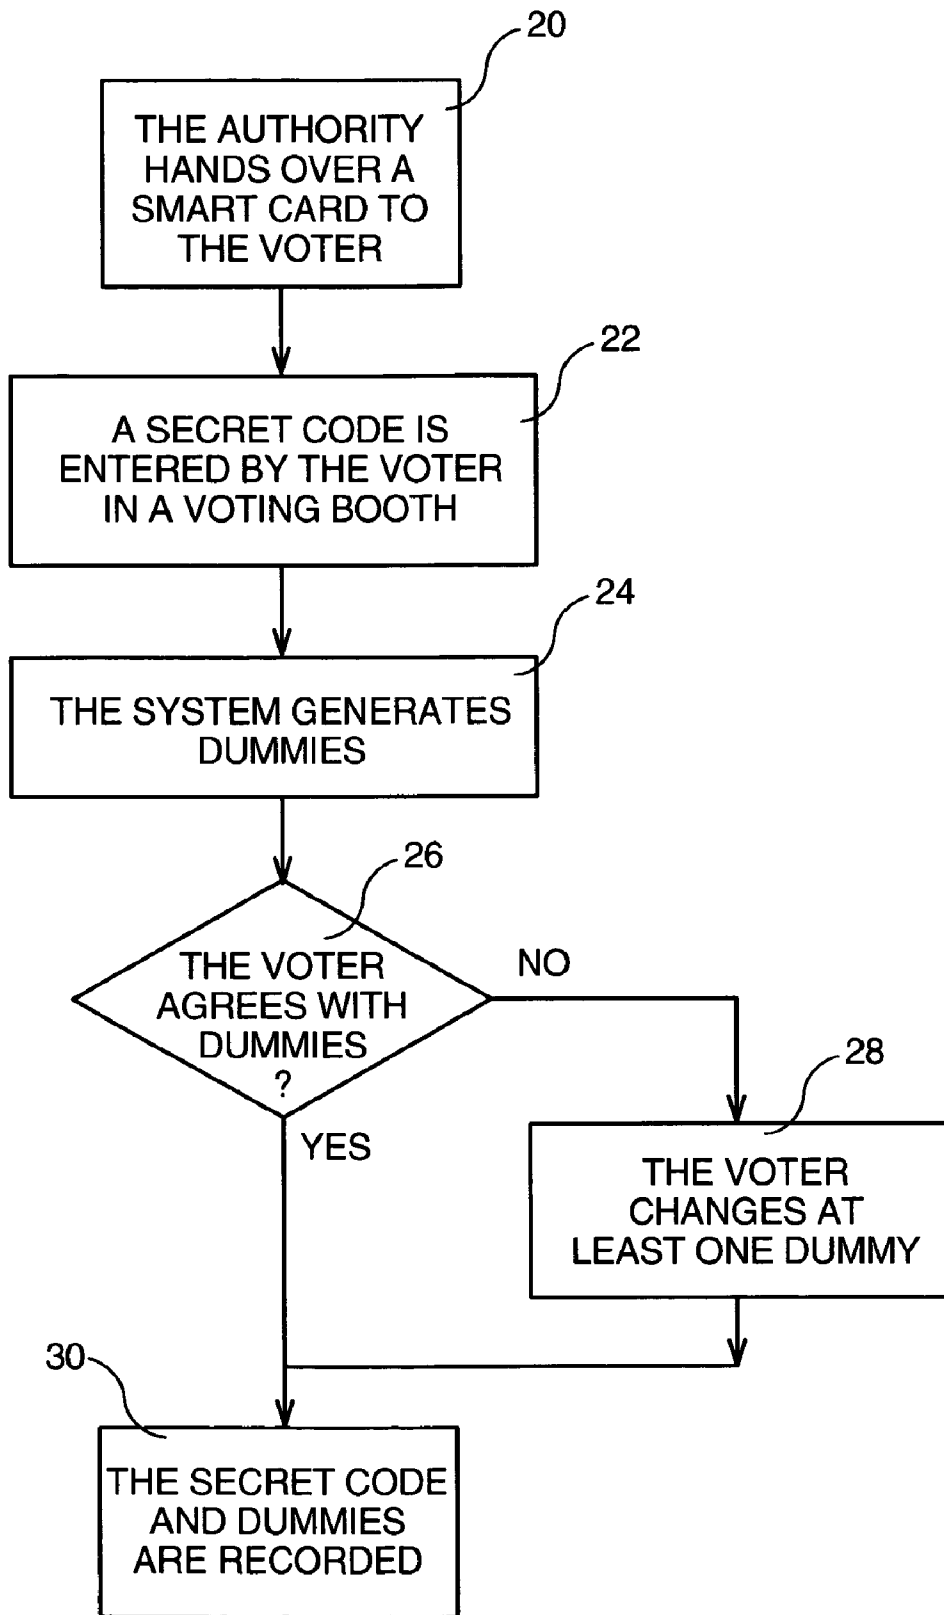 20
THE AUTHORITY
HANDS OVER A
SMART CARD TO
THE VOTER
22
A SECRET CODE IS
ENTERED BY THE VOTER
IN A VOTING BOOTH
24
THE SYSTEM GENERATES
DUMMIES
26
THE VOTER
AGREES WITH
DUMMIES
?
NO
YES
28
THE VOTER
CHANGES AT
LEAST ONE DUMMY
30
THE SECRET CODE
AND DUMMIES
ARE RECORDED